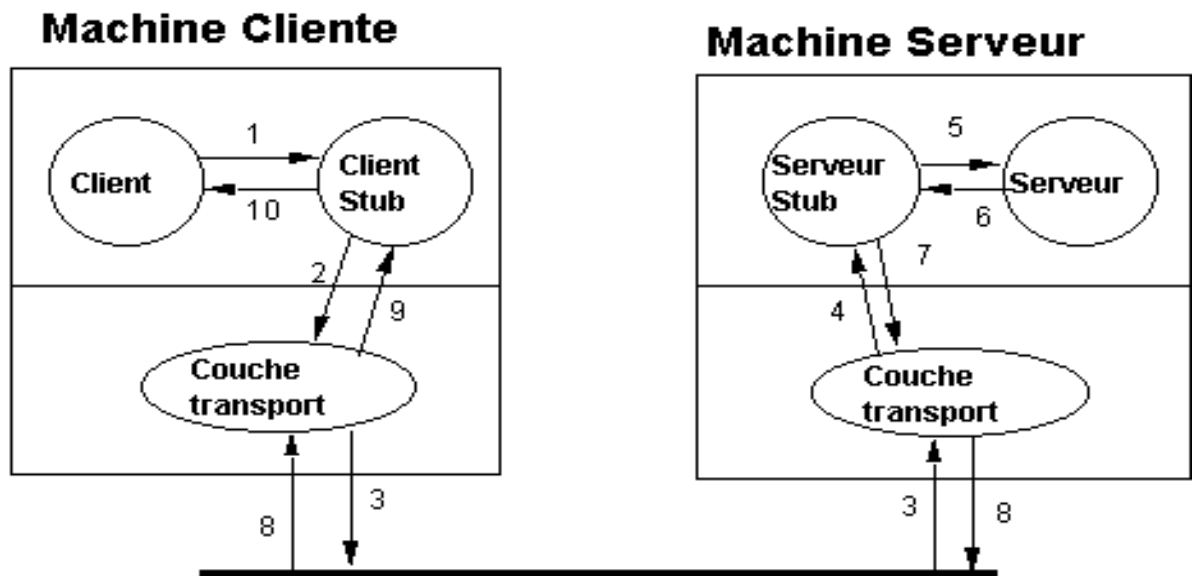 Machine Cliente
Machine Serveur
Client
1
10
Client
Stub
2
9
Couche
transport
8
3
Serveur
Stub
5
6
Serveur
7
4
Couche
transport
3
8